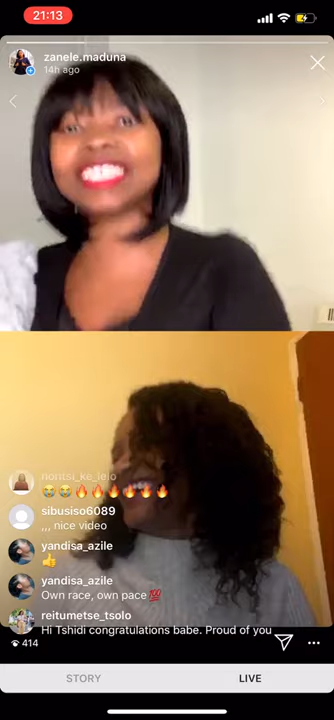 21:13
zanele.maduna
14h ago
nontsi_ke_lelo
😭😭🔥🔥🔥🔥🔥
sibusiso6089
,,, nice video
yandisa_azile
👍
yandisa_azile
Own race, own pace💯
reitumetse_tsolo
Hi Tshidi congratulations babe. Proud of you
414
STORY
LIVE